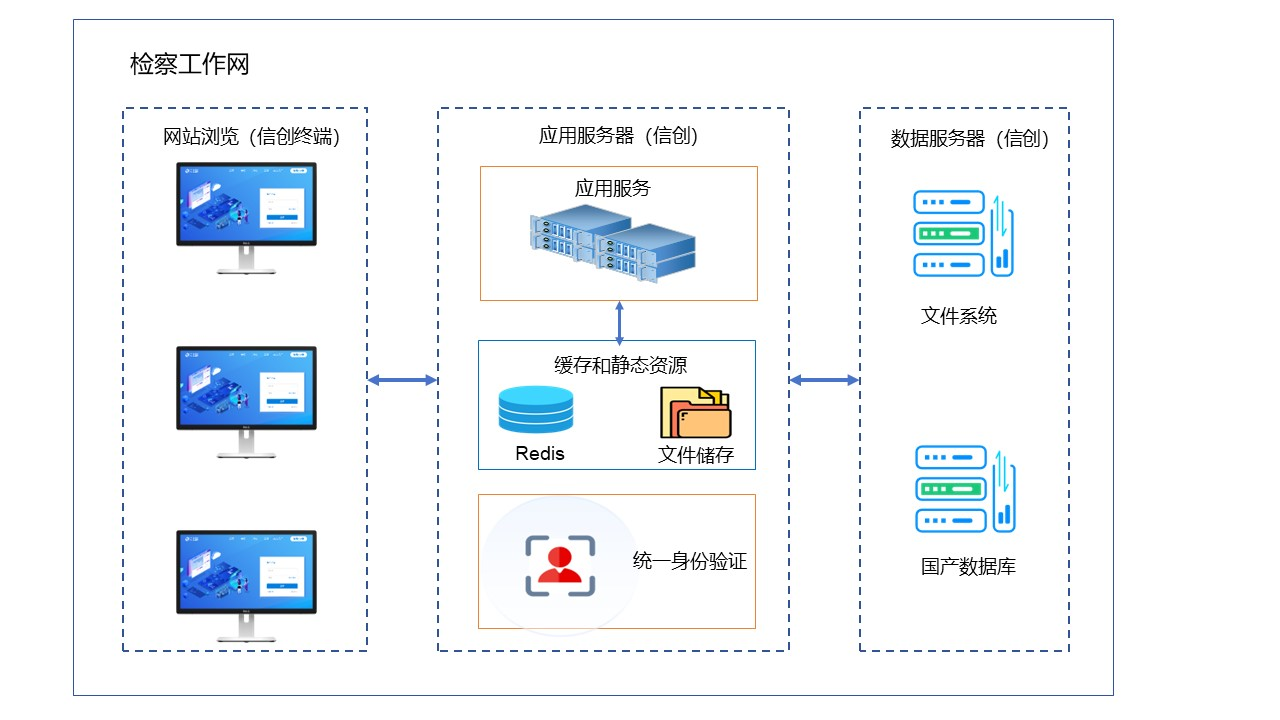 检察工作网
网站浏览（信创终端）
应用服务器（信创）
数据服务器（信创）
应用服务
文件系统
缓存和静态资源
Redis
文件储存
统一身份验证
国产数据库